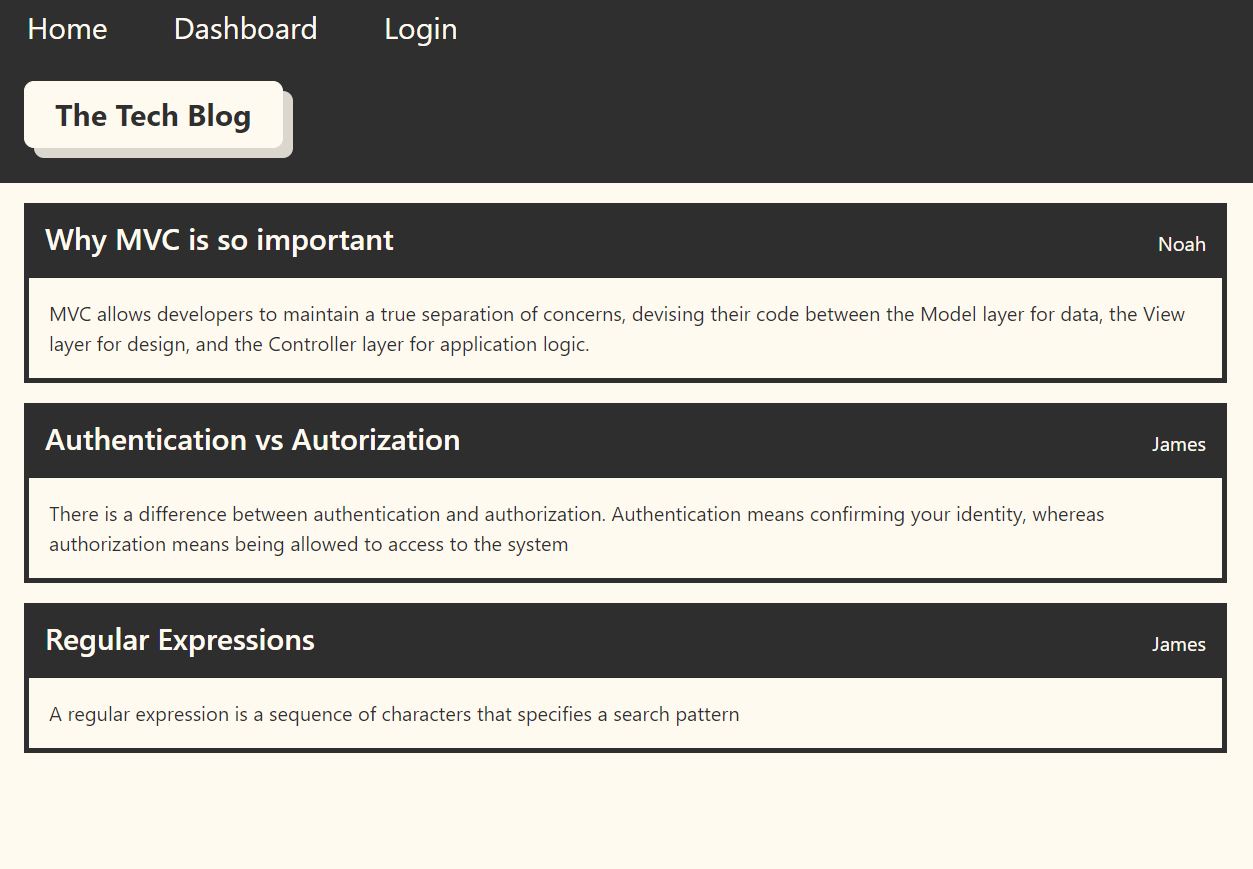 Home Dashboard Login
The Tech Blog
Why MVC is so important Noah
MVC allows developers to maintain a true separation of concerns, devising their code between the Model layer for data, the View
layer for design, and the Controller layer for application logic.
Authentication vs Autorization James
There is a difference between authentication and authorization. Authentication means confirming your identity, whereas
authorization means being allowed to access to the system
Regular Expressions James
A regular expression is a sequence of characters that specifies a search pattern